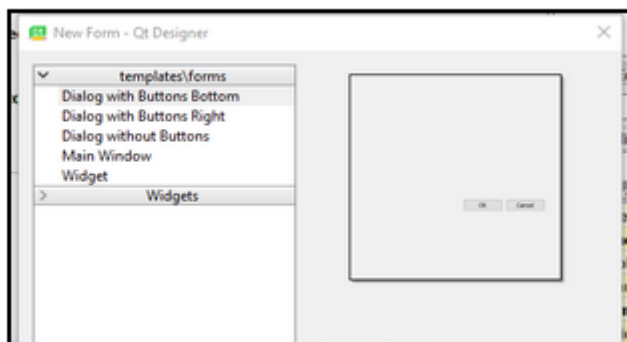 New Form - Qt Designer
templates\forms
Dialog with Buttons Bottom
Dialog with Buttons Right
Dialog without Buttons
Main Window
Widget
Widgets
OK Cancel